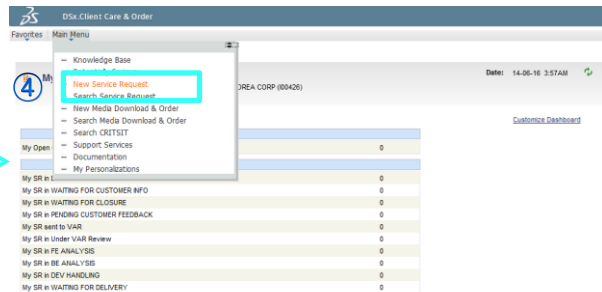 DSx.Client Care & Order
Favorites Main Menu
Knowledge Base
New Service Request
Search Service Request
New Media Download & Order
Search Media Download & Order
Search CRITSIT
Support Services
Documentation
My Personalizations
④ My
OREA CORP (I00426)
Date: 14-06-16 3:57AM
Customize Dashboard
My Open 0
My SR in 0
My SR in WAITING FOR CUSTOMER INFO 0
My SR in WAITING FOR CLOSURE 0
My SR in PENDING CUSTOMER FEEDBACK 0
My SR sent to VAR 0
My SR in Under VAR Review 0
My SR in FE ANALYSIS 0
My SR in BE ANALYSIS 0
My SR in DEV HANDLING 0
My SR in WAITING FOR DELIVERY 0